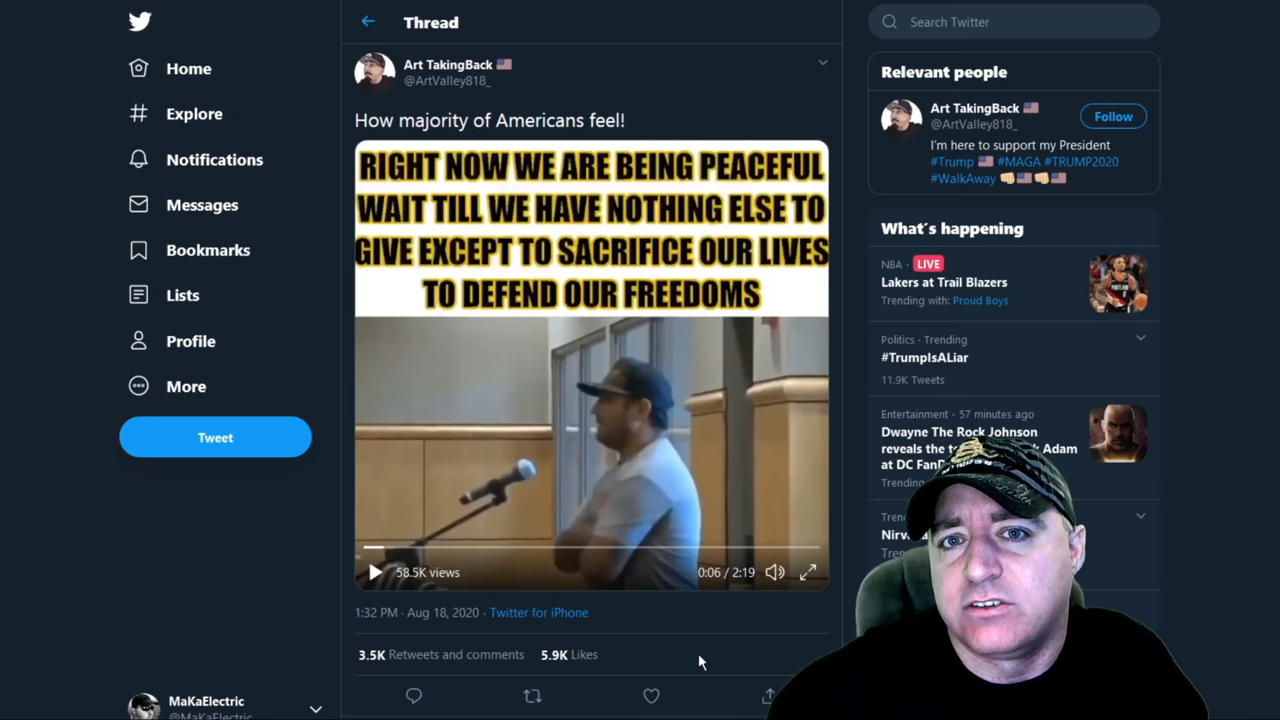 Home
Explore
Notifications
Messages
Bookmarks
Lists
Profile
More
Tweet
MaKaElectric
@MaKaElectric
Thread
Art TakingBack
@ArtValley818_
How majority of Americans feel!
RIGHT NOW WE ARE BEING PEACEFUL
WAIT TILL WE HAVE NOTHING ELSE TO
GIVE EXCEPT TO SACRIFICE OUR LIVES
TO DEFEND OUR FREEDOMS
58.5K views
0:06 / 2:19
1:32 PM · Aug 18, 2020 · Twitter for iPhone
3.5K Retweets and comments 5.9K Likes
Search Twitter
Relevant people
Art TakingBack
@ArtValley818_
Follow
I'm here to support my President
#Trump #MAGA #TRUMP2020
#WalkAway
What's happening
NBA · LIVE
Lakers at Trail Blazers
Trending with: Proud Boys
Politics · Trending
#TrumpIsALiar
11.9K Tweets
Entertainment · 57 minutes ago
Dwayne The Rock Johnson
reveals the Adam
at DC
Trending